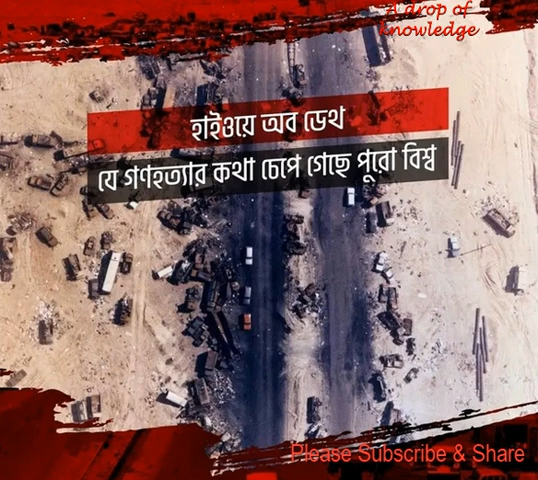 A drop of
knowledge
হাইওয়ে অব ডেথ
যে গণহত্যার কথা চেপে গেছে পুরো বিশ্ব
Please Subscribe & Share